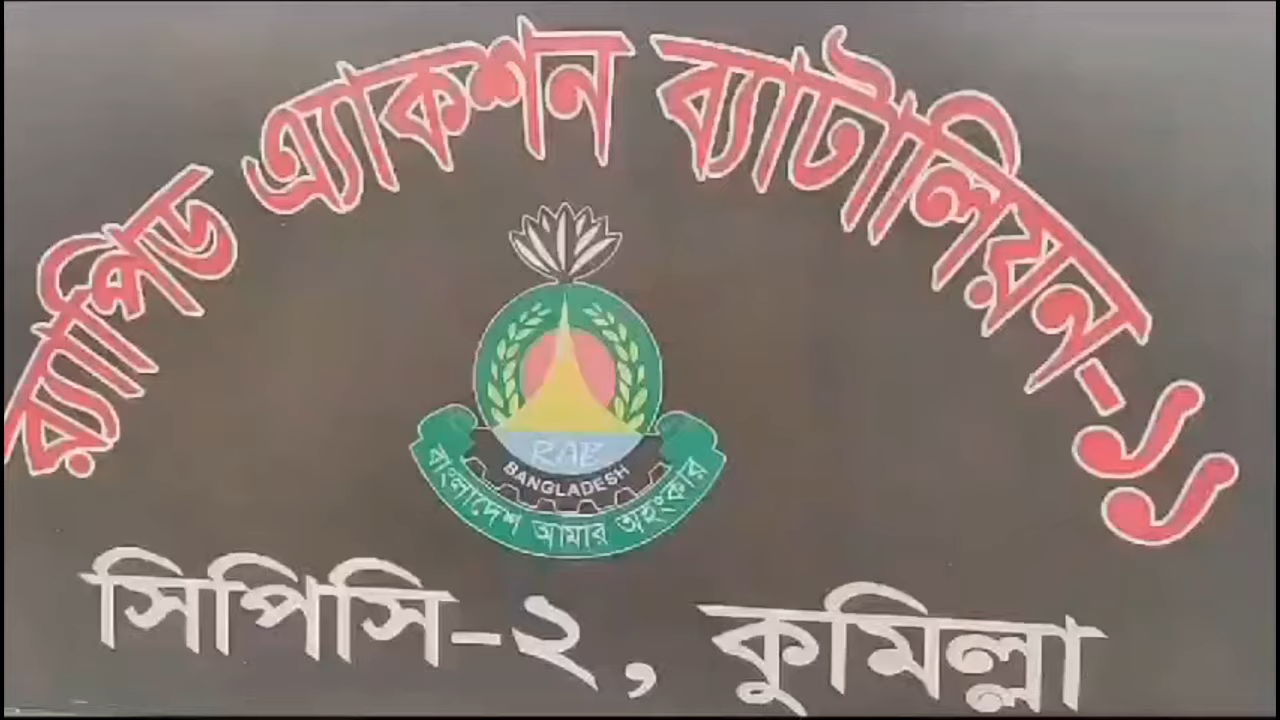 র‍্যাপিড এ্যাকশন ব্যাটালিয়ন-১১
RAB
BANGLADESH
বাংলাদেশ আমার অহংকার
সিপিসি-২, কুমিল্লা